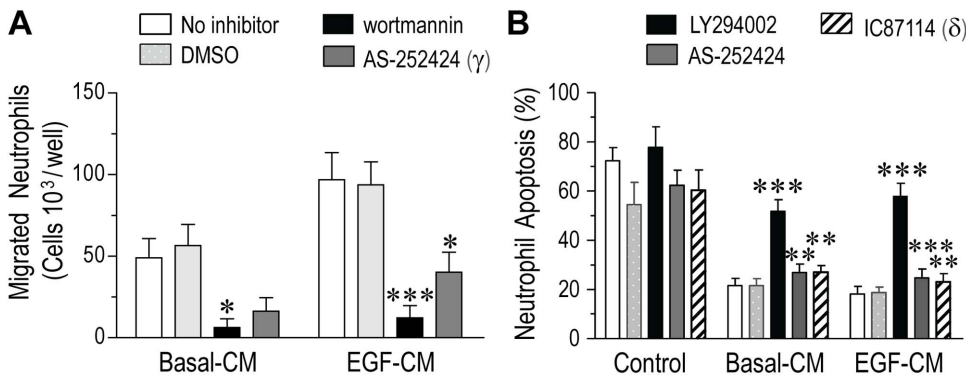 A
No inhibitor
DMSO
wortmannin
AS-252424 (γ)
Migrated Neutrophils
(Cells 10³/well)
150
100
50
0
*
***
*
Basal-CM
EGF-CM
B
LY294002
AS-252424
IC87114 (δ)
Neutrophil Apoptosis (%)
80
60
40
20
0
***
**
**
***
***
**
Control
Basal-CM
EGF-CM